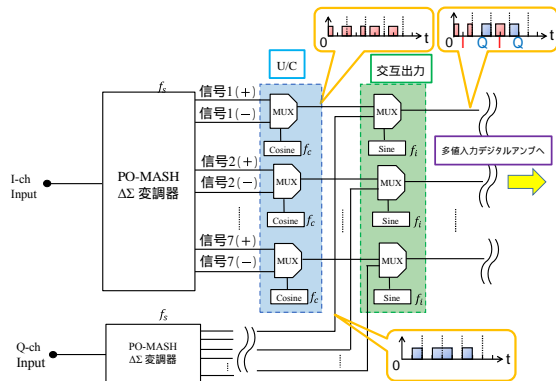 0
t
0
I
Q
I
Q
t
U/C
交互出力
f_s
信号1(+)
信号1(−)
MUX
Cosine
f_c
MUX
Sine
f_i
多値入力デジタルアンプへ
I-ch
Input
PO-MASH
ΔΣ 変調器
信号2(+)
信号2(−)
MUX
Cosine
f_c
MUX
Sine
f_i
信号7(+)
信号7(−)
MUX
Cosine
f_c
MUX
Sine
f_i
f_s
Q-ch
Input
PO-MASH
ΔΣ 変調器
0
t